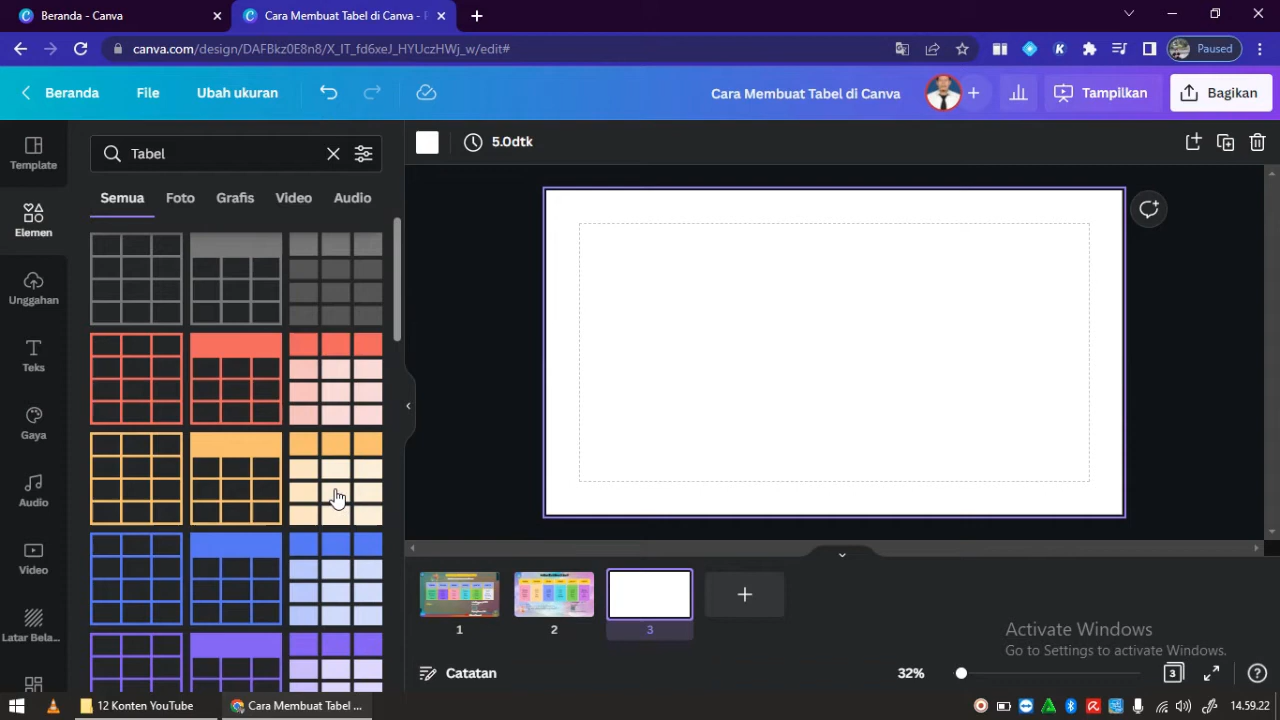 Beranda - Canva
Cara Membuat Tabel di Canva - P
canva.com/design/DAFBkz0E8n8/X_IT_fd6xeJ_HYUczHj_w/edit#
Paused
Beranda
File
Ubah ukuran
Cara Membuat Tabel di Canva
Tampilkan
Bagikan
Template
Elemen
Unggahan
Teks
Gaya
Audio
Video
Latar Bela...
Tabel
Semua
Foto
Grafis
Video
Audio
5.0dtk
1
2
3
Activate Windows
Go to Settings to activate Windows.
Catatan
32%
3
12 Konten YouTube
Cara Membuat Tabel ...
14.59.22